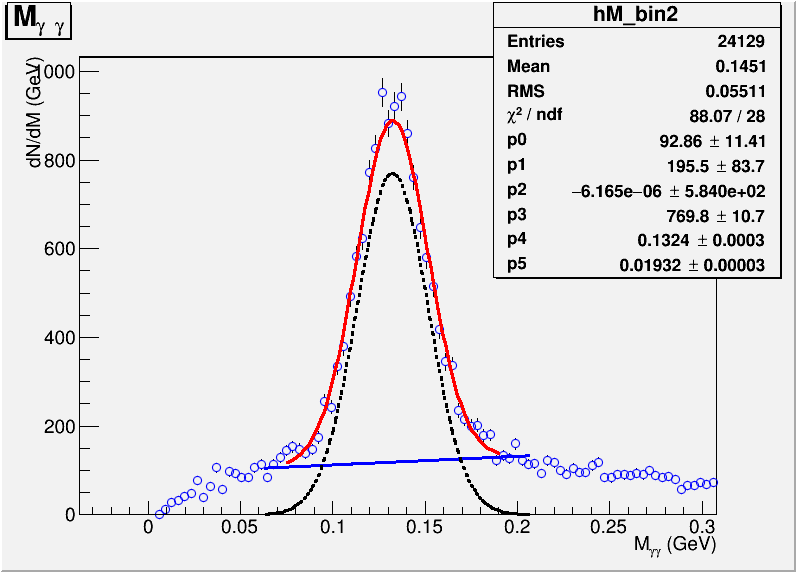 M γ γ
hM_bin2
Entries 24129
Mean 0.1451
RMS 0.05511
χ² / ndf 88.07 / 28
p0 92.86 ± 11.41
p1 195.5 ± 83.7
p2 −6.165e−06 ± 5.840e+02
p3 769.8 ± 10.7
p4 0.1324 ± 0.0003
p5 0.01932 ± 0.00003
dN/dM (GeV)
1000
800
600
400
200
0
0 0.05 0.1 0.15 0.2 0.25 0.3
Mγγ (GeV)